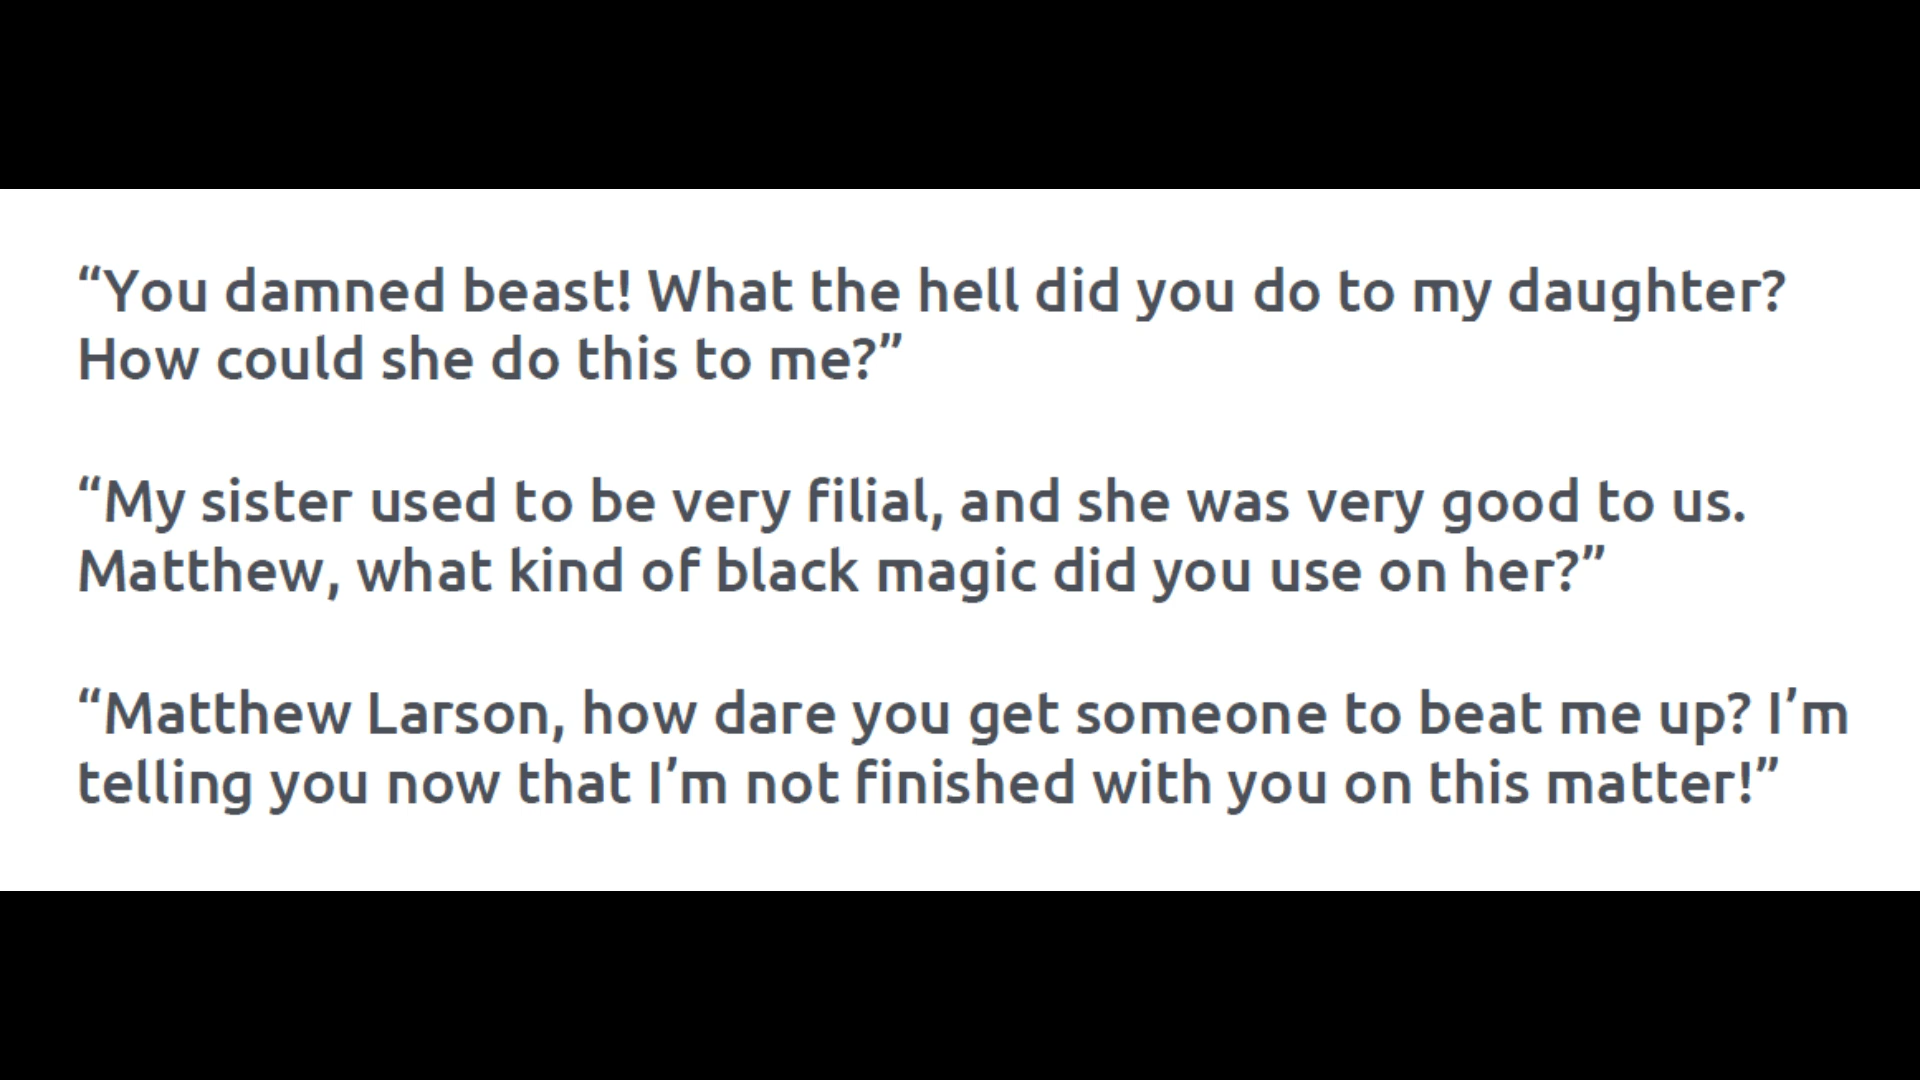 “You damned beast! What the hell did you do to my daughter?
How could she do this to me?”
“My sister used to be very filial, and she was very good to us.
Matthew, what kind of black magic did you use on her?”
“Matthew Larson, how dare you get someone to beat me up? I’m
telling you now that I’m not finished with you on this matter!”